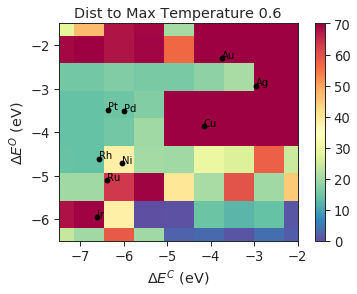 Dist to Max Temperature 0.6
−2
−3
−4
−5
−6
ΔE^O (eV)
Au
Ag
Pt
Pd
Cu
Rh
Ni
Ru
Ir
−7
−6
−5
−4
−3
−2
ΔE^C (eV)
70
60
50
40
30
20
10
0